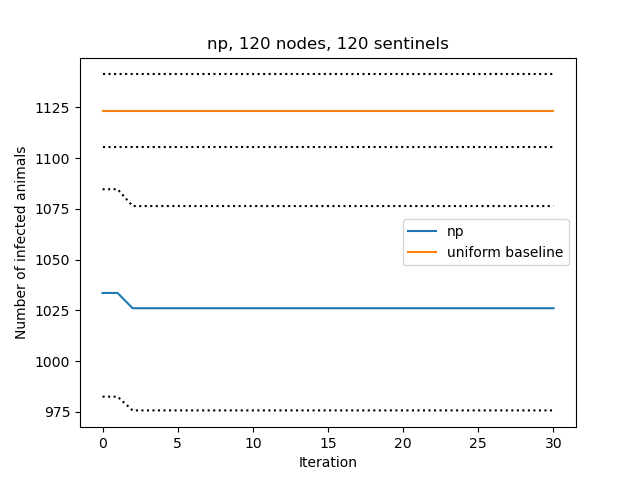 np, 120 nodes, 120 sentinels
Number of infected animals
1125
1100
1075
1050
1025
1000
975
np
uniform baseline
0
5
10
15
20
25
30
Iteration